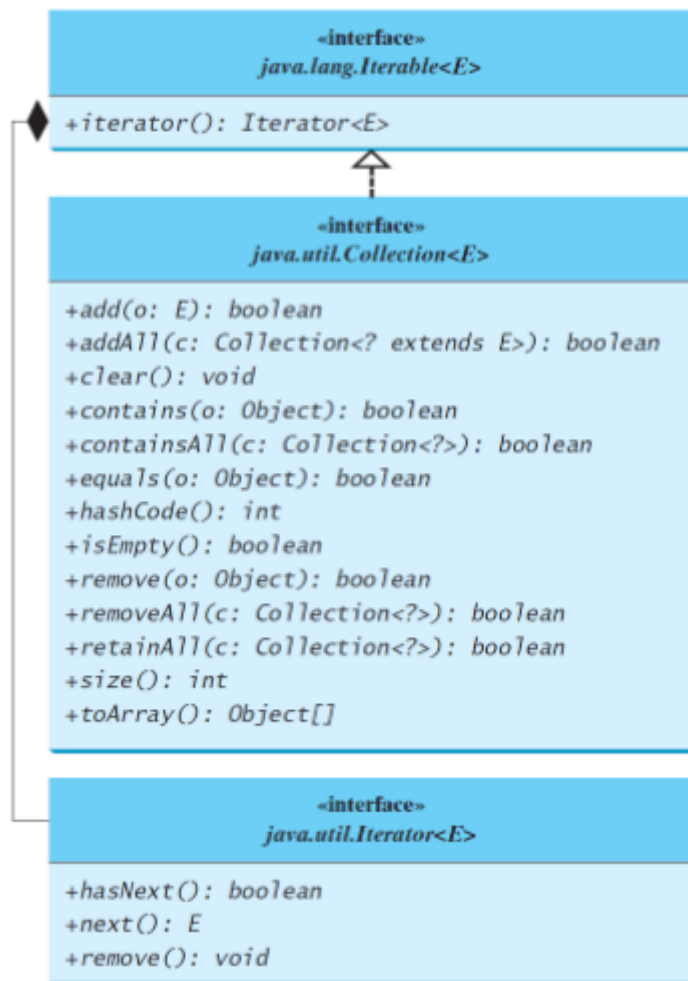 «interface»
java.lang.Iterable<E>
+iterator(): Iterator<E>
«interface»
java.util.Collection<E>
+add(o: E): boolean
+addAll(c: Collection<? extends E>): boolean
+clear(): void
+contains(o: Object): boolean
+containsAll(c: Collection<?>): boolean
+equals(o: Object): boolean
+hashCode(): int
+isEmpty(): boolean
+remove(o: Object): boolean
+removeAll(c: Collection<?>): boolean
+retainAll(c: Collection<?>): boolean
+size(): int
+toArray(): Object[]
«interface»
java.util.Iterator<E>
+hasNext(): boolean
+next(): E
+remove(): void